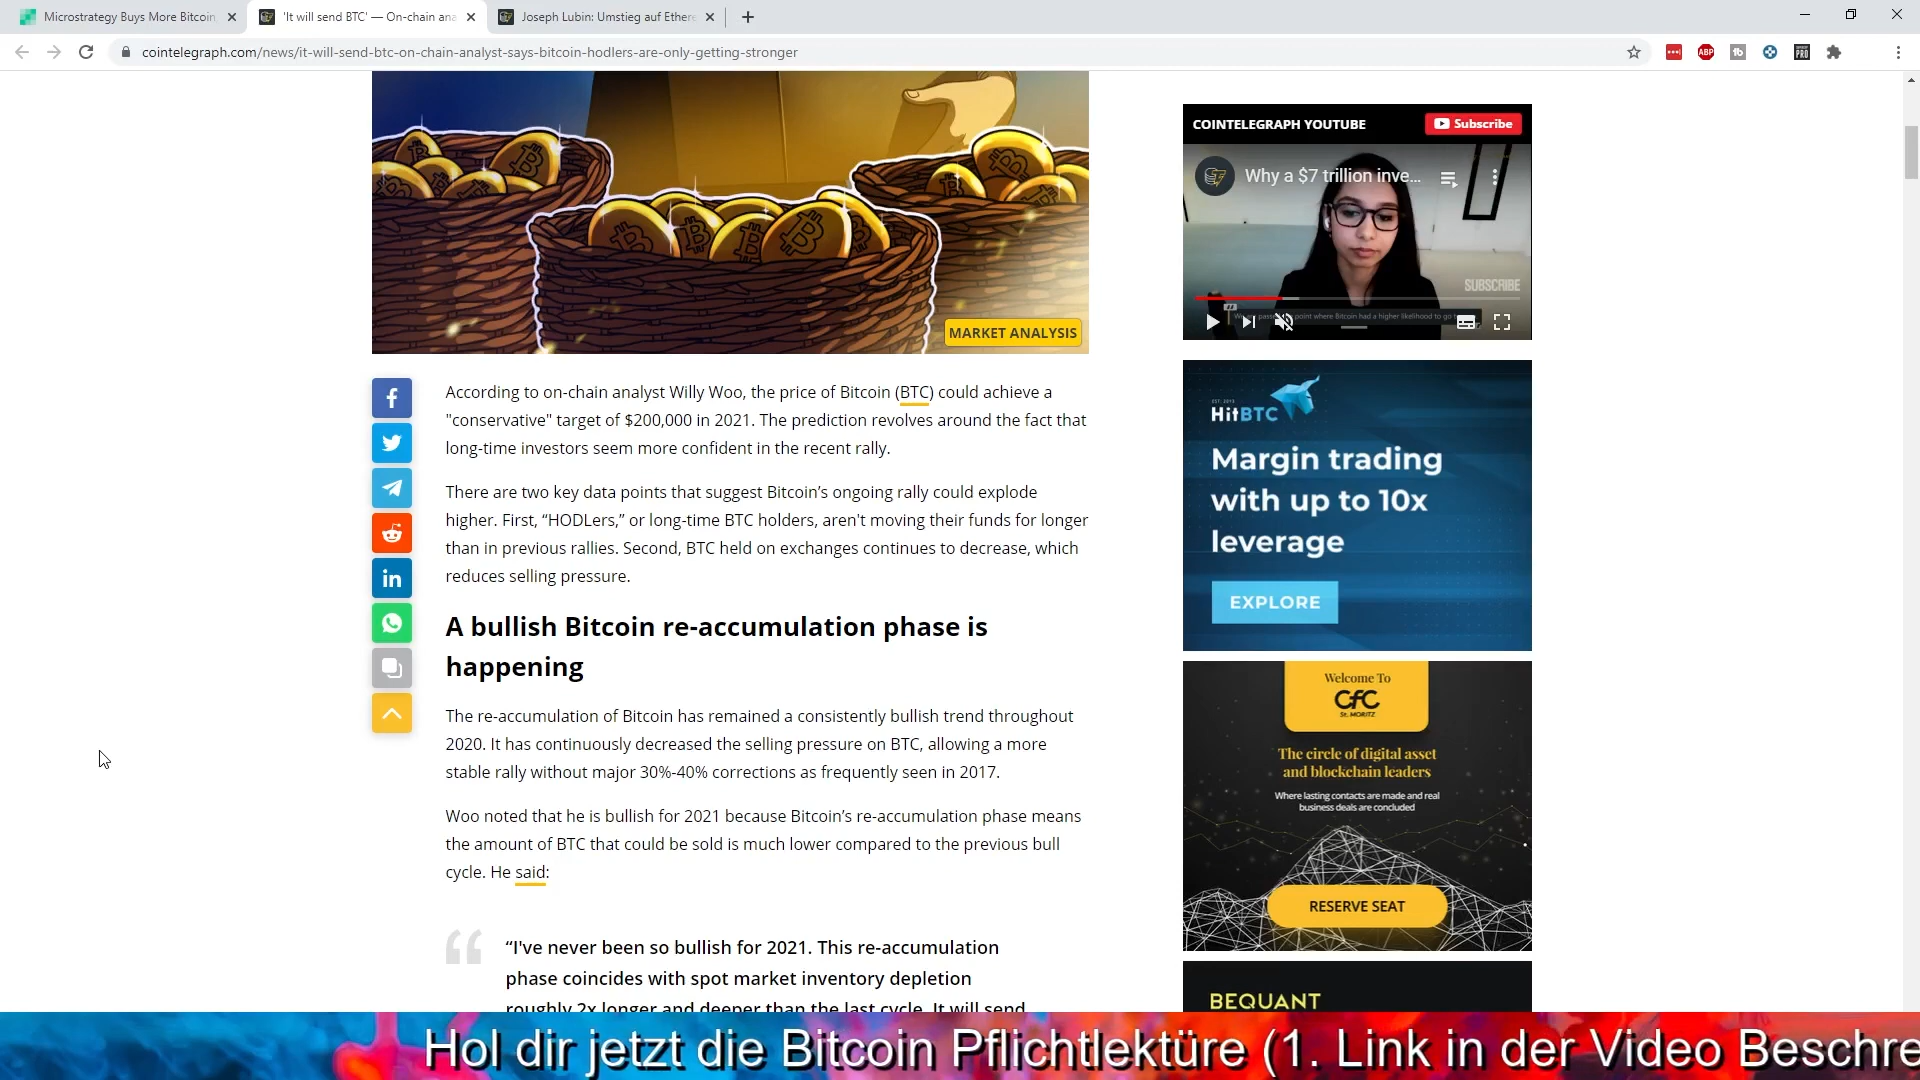 Microstrategy Buys More Bitcoin
'It will send BTC' — On-chain ana
Joseph Lubin: Umstieg auf Ethere
cointelegraph.com/news/it-will-send-btc-on-chain-analyst-says-bitcoin-hodlers-are-only-getting-stronger
ABP
PRO
MARKET ANALYSIS
According to on-chain analyst Willy Woo, the price of Bitcoin (BTC) could achieve a
"conservative" target of $200,000 in 2021. The prediction revolves around the fact that
long-time investors seem more confident in the recent rally.
There are two key data points that suggest Bitcoin’s ongoing rally could explode
higher. First, “HODLers,” or long-time BTC holders, aren't moving their funds for longer
than in previous rallies. Second, BTC held on exchanges continues to decrease, which
reduces selling pressure.
A bullish Bitcoin re-accumulation phase is
happening
The re-accumulation of Bitcoin has remained a consistently bullish trend throughout
2020. It has continuously decreased the selling pressure on BTC, allowing a more
stable rally without major 30%-40% corrections as frequently seen in 2017.
Woo noted that he is bullish for 2021 because Bitcoin’s re-accumulation phase means
the amount of BTC that could be sold is much lower compared to the previous bull
cycle. He said:
“I've never been so bullish for 2021. This re-accumulation
phase coincides with spot market inventory depletion
roughly 2x longer and deeper than the last cycle. It will send
COINTELEGRAPH YOUTUBE
Subscribe
Why a $7 trillion inve...
SUBSCRIBE
point where Bitcoin had a higher likelihood to go
EST. 2013
HitBTC
Margin trading
with up to 10x
leverage
EXPLORE
Welcome To
CfC
St. MORITZ
The circle of digital asset
and blockchain leaders
Where lasting contacts are made and real
business deals are concluded
RESERVE SEAT
BEQUANT
Hol dir jetzt die Bitcoin Pflichtlektüre (1. Link in der Video Beschre